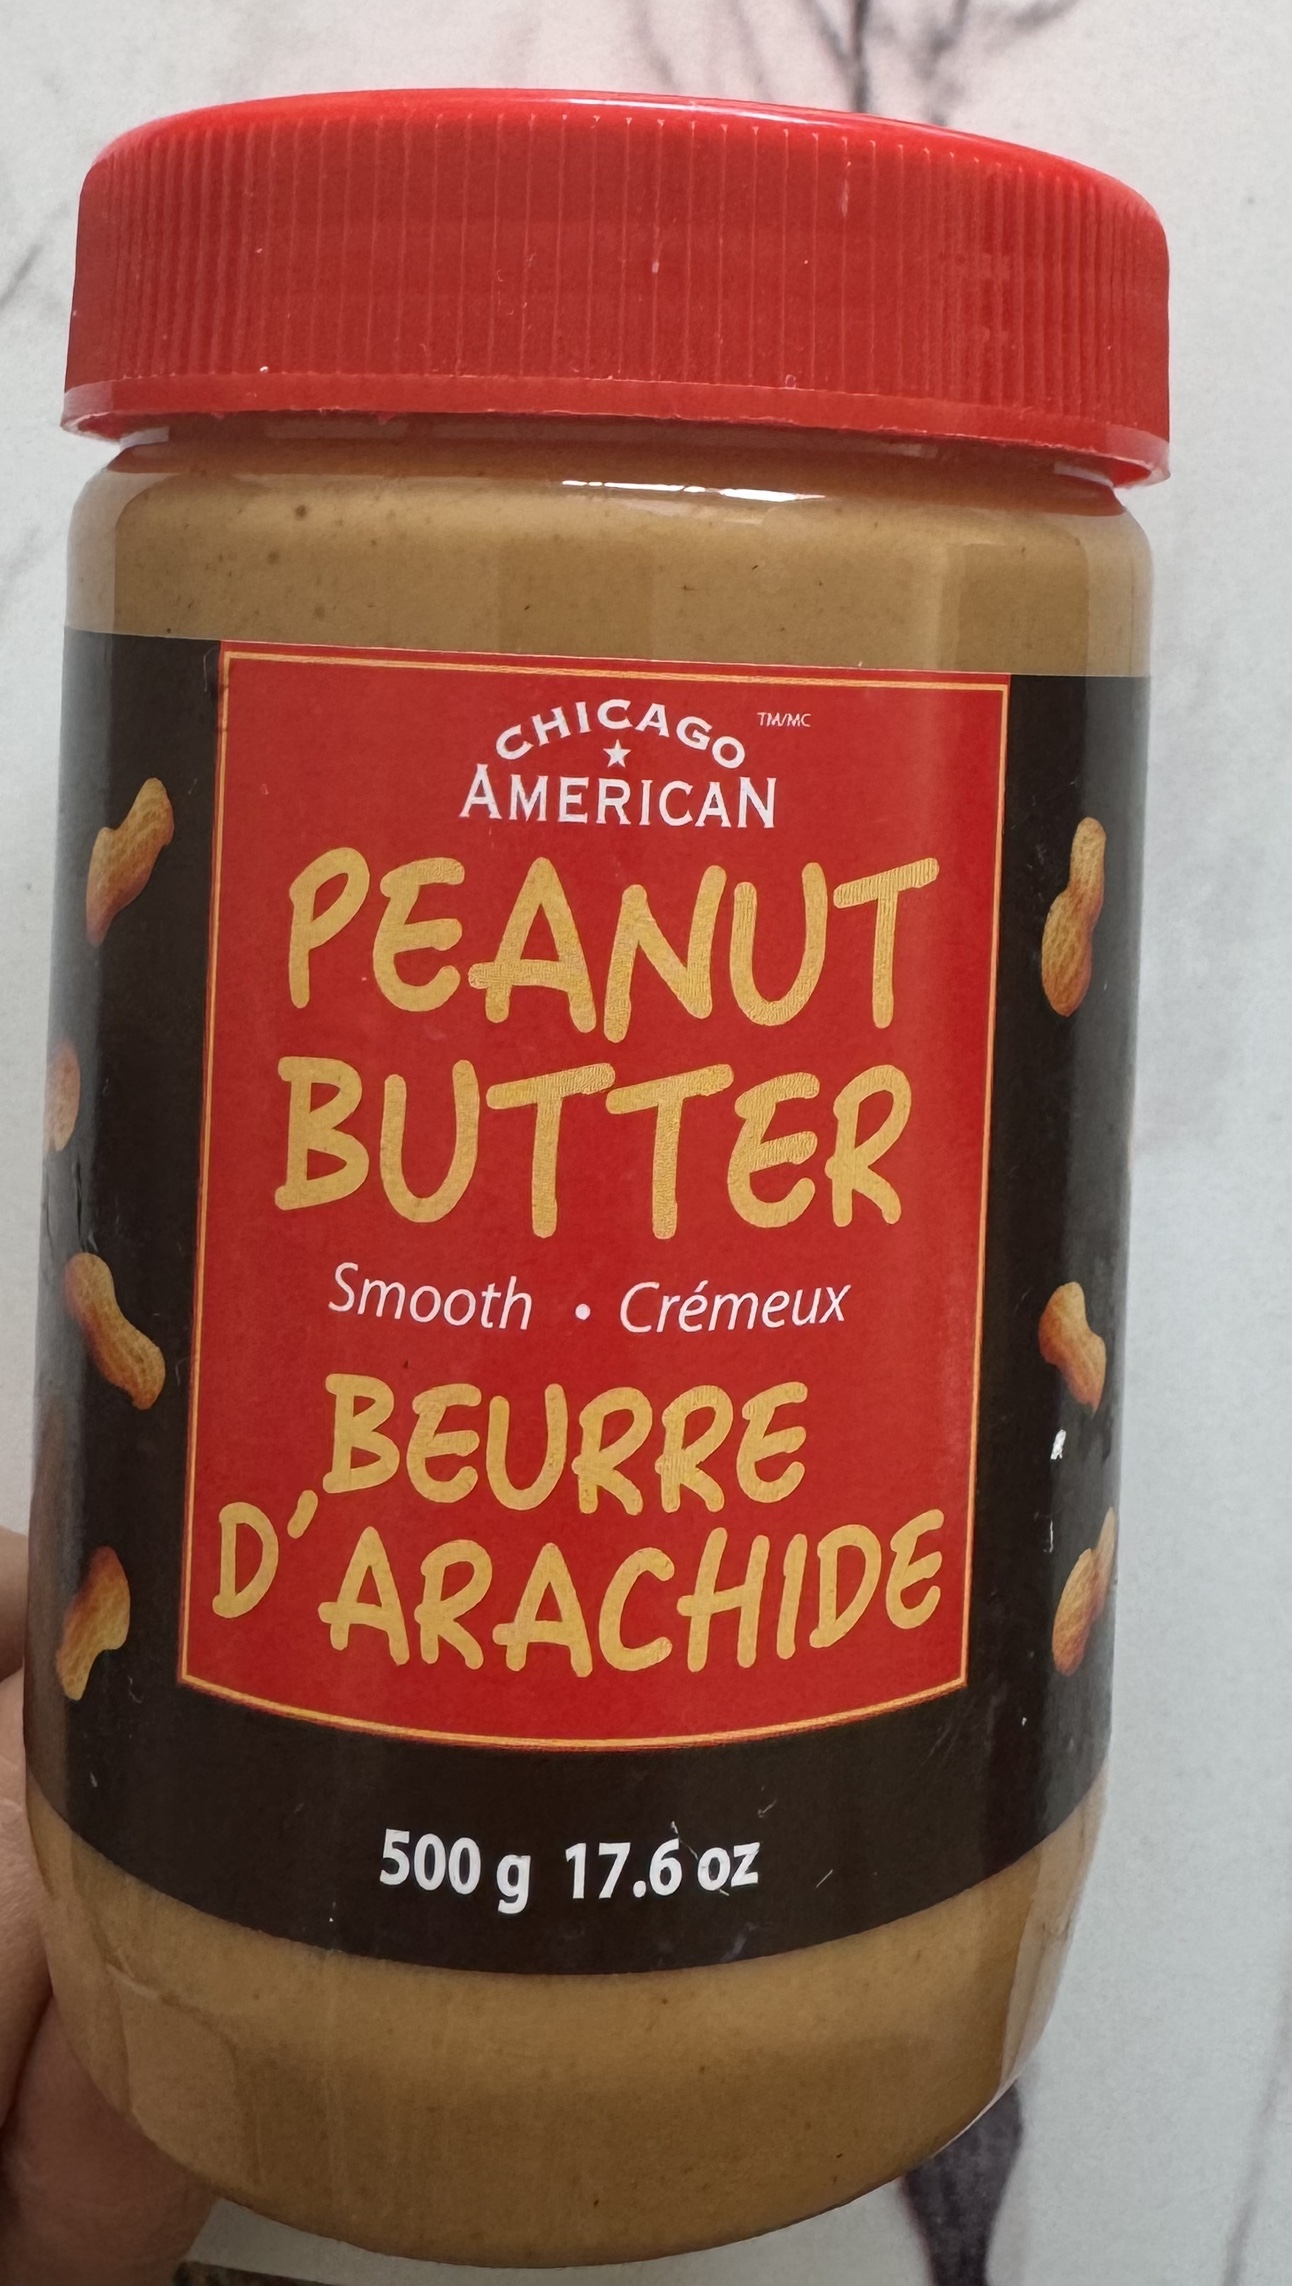 CHICAGO
TM/MC
AMERICAN
PEANUT
BUTTER
Smooth • Crémeux
BEURRE
D'ARACHIDE
500 g 17.6 oz